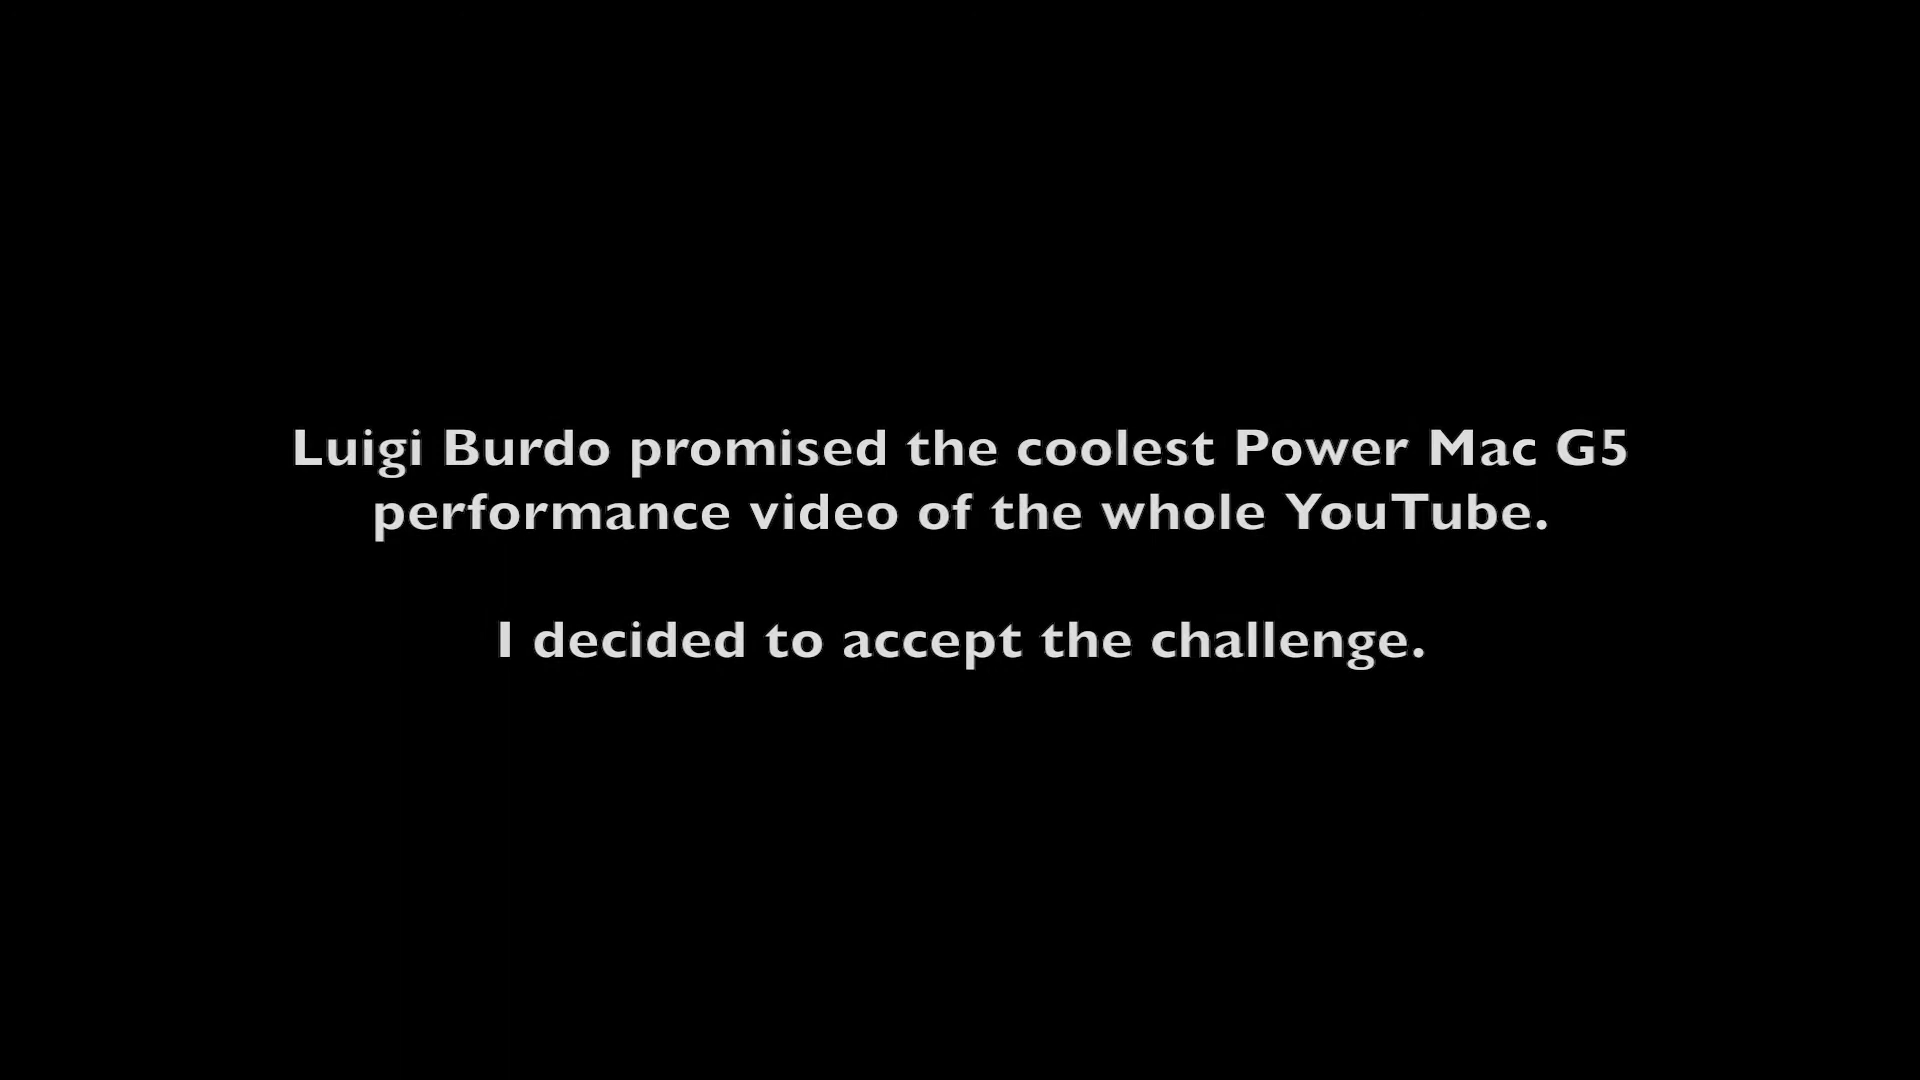 Luigi Burdo promised the coolest Power Mac G5
performance video of the whole YouTube.
I decided to accept the challenge.